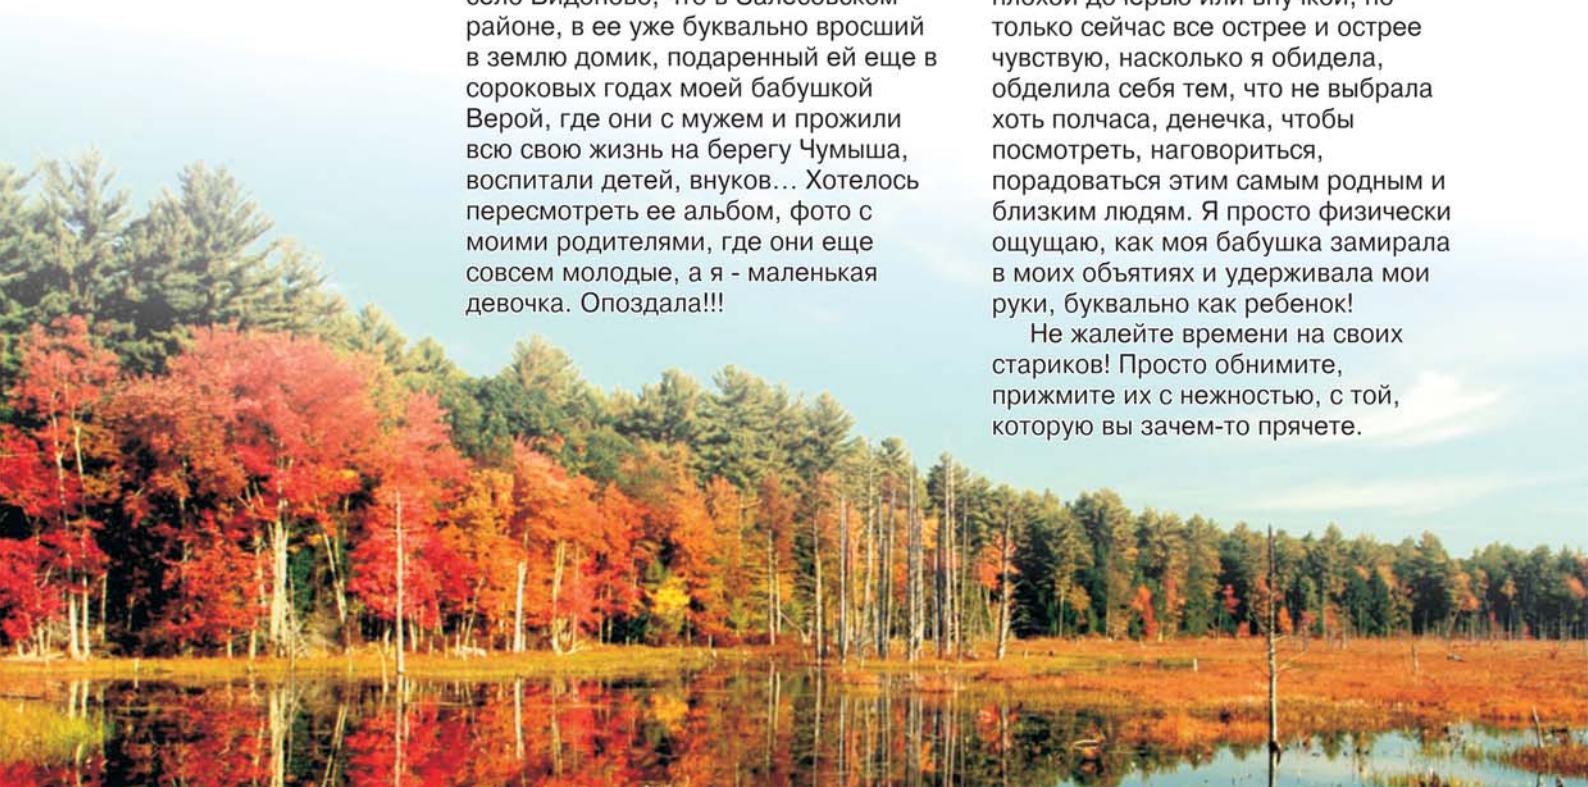 районе, в ее уже буквально вросший
в землю домик, подаренный ей еще в
сороковых годах моей бабушкой
Верой, где они с мужем и прожили
всю свою жизнь на берегу Чумыша,
воспитали детей, внуков... Хотелось
пересмотреть ее альбом, фото с
моими родителями, где они еще
совсем молодые, а я - маленькая
девочка. Опоздала!!!
только сейчас все острее и острее
чувствую, насколько я обидела,
обделила себя тем, что не выбрала
хоть полчаса, денечка, чтобы
посмотреть, наговориться,
порадоваться этим самым родным и
близким людям. Я просто физически
ощущаю, как моя бабушка замирала
в моих объятиях и удерживала мои
руки, буквально как ребенок!
Не жалейте времени на своих
стариков! Просто обнимите,
прижмите их с нежностью, с той,
которую вы зачем-то прячете.